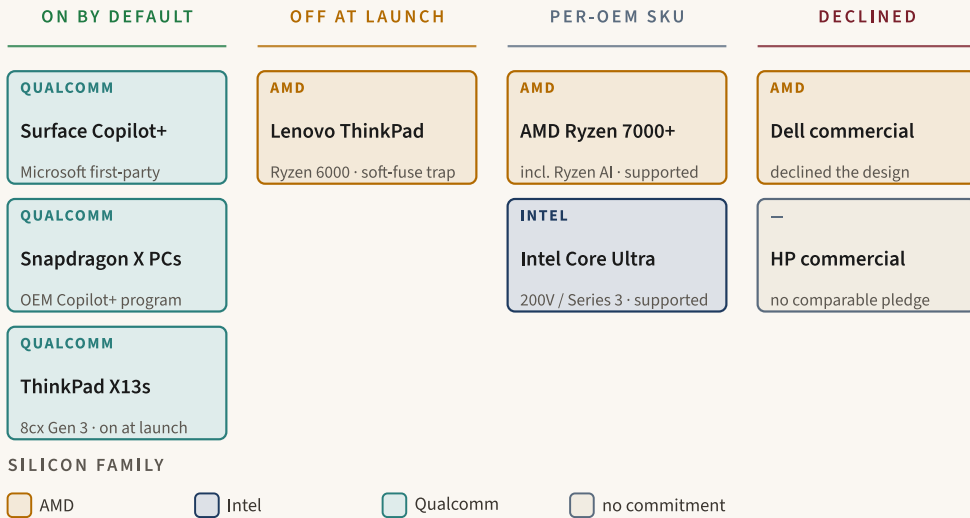 ON BY DEFAULT
OFF AT LAUNCH
PER-OEM SKU
DECLINED
QUALCOMM
Surface Copilot+
Microsoft first-party
QUALCOMM
Snapdragon X PCs
OEM Copilot+ program
QUALCOMM
ThinkPad X13s
8cx Gen 3 · on at launch
AMD
Lenovo ThinkPad
Ryzen 6000 · soft-fuse trap
AMD
AMD Ryzen 7000+
incl. Ryzen AI · supported
INTEL
Intel Core Ultra
200V / Series 3 · supported
AMD
Dell commercial
declined the design
—
HP commercial
no comparable pledge
SILICON FAMILY
AMD
Intel
Qualcomm
no commitment